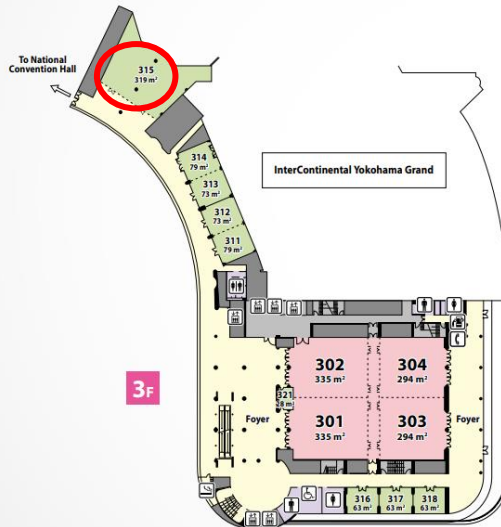 To National
Convention Hall
315
319 m²
InterContinental Yokohama Grand
314
79 m²
313
73 m²
312
73 m²
311
79 m²
302
335 m²
304
294 m²
321
8 m²
3F
Foyer
301
335 m²
303
294 m²
Foyer
316
63 m²
317
63 m²
318
63 m²